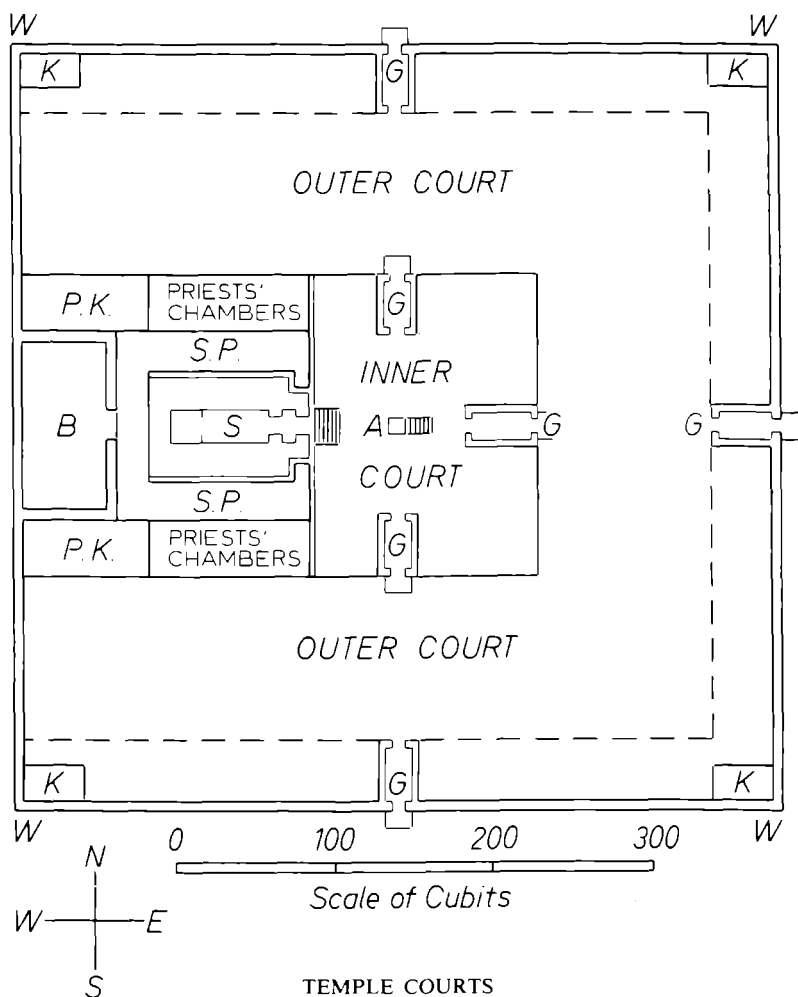 W W
K G K
OUTER COURT
P.K. PRIESTS' G
CHAMBERS
S.P. INNER
B S A G G
COURT
S.P.
P.K. PRIESTS' G
CHAMBERS
OUTER COURT
K G K
W W
0 100 200 300
Scale of Cubits
N
W E
S
TEMPLE COURTS